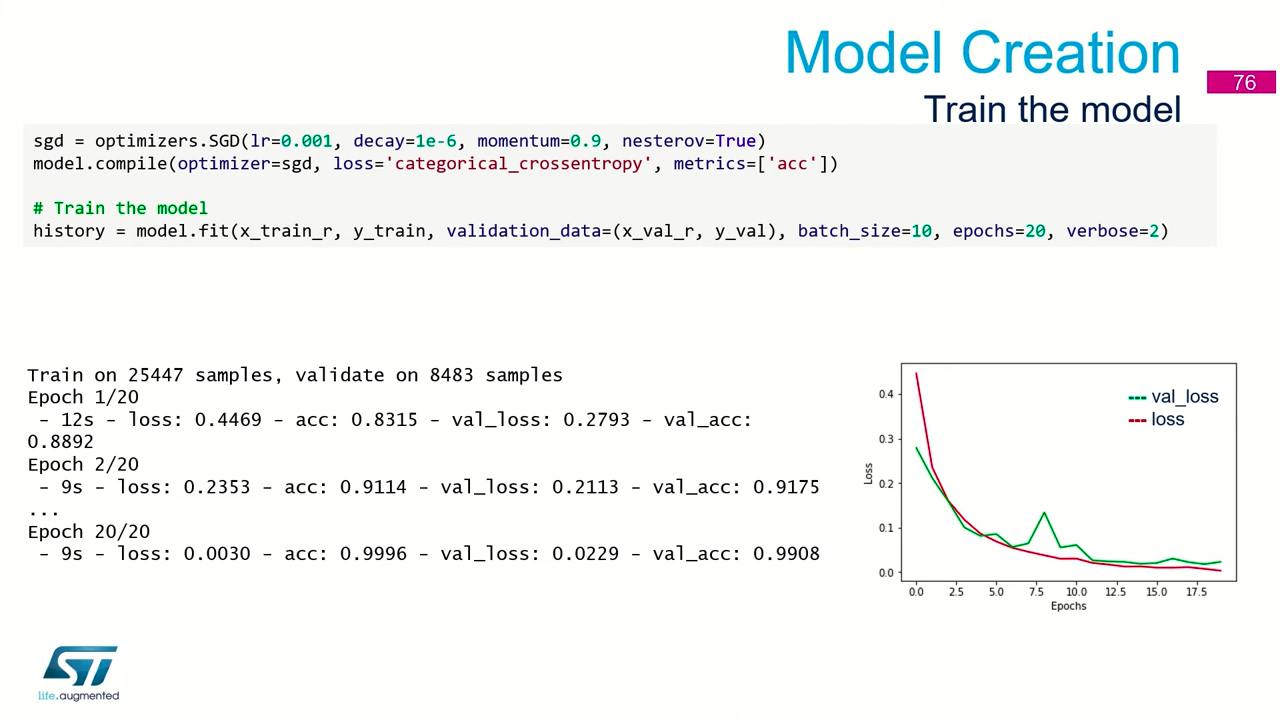 Model Creation
76
Train the model
sgd = optimizers.SGD(lr=0.001, decay=1e-6, momentum=0.9, nesterov=True)
model.compile(optimizer=sgd, loss='categorical_crossentropy', metrics=['acc'])
# Train the model
history = model.fit(x_train_r, y_train, validation_data=(x_val_r, y_val), batch_size=10, epochs=20, verbose=2)
Train on 25447 samples, validate on 8483 samples
Epoch 1/20
- 12s - loss: 0.4469 - acc: 0.8315 - val_loss: 0.2793 - val_acc:
0.8892
Epoch 2/20
- 9s - loss: 0.2353 - acc: 0.9114 - val_loss: 0.2113 - val_acc: 0.9175
...
Epoch 20/20
- 9s - loss: 0.0030 - acc: 0.9996 - val_loss: 0.0229 - val_acc: 0.9908
val_loss
loss
0.4
0.3
0.2
0.1
0.0
Loss
0.0 2.5 5.0 7.5 10.0 12.5 15.0 17.5
Epochs
ST
life.augmented